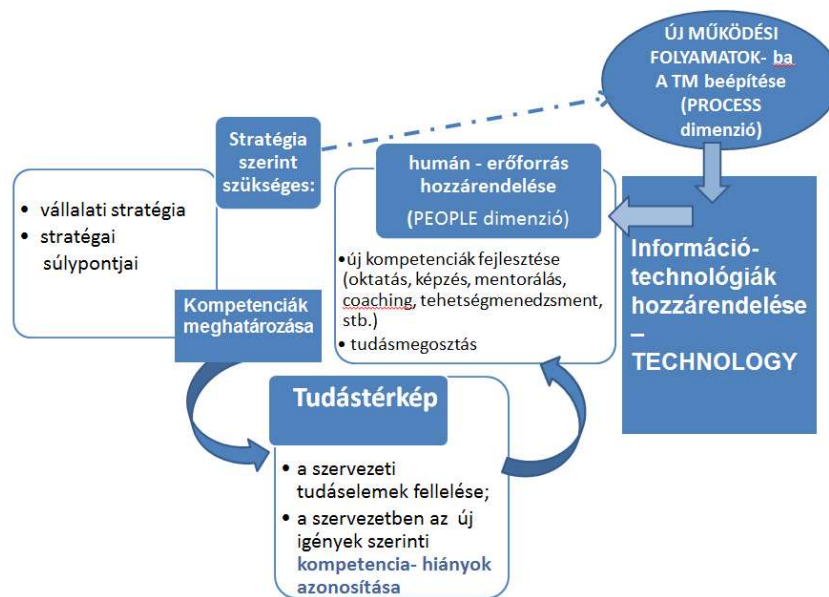 Stratégia
szerint
szükséges:
• vállalati stratégia
• stratégai
súlypontjai
Kompetenciák
meghatározása
Tudástérkép
• a szervezeti
tudáselemek fellelése;
• a szervezetben az új
igények szerinti
kompetencia- hiányok
azonosítása
humán - erőforrás
hozzárendelése
(PEOPLE dimenzió)
•új kompetenciák fejlesztése
(oktatás, képzés, mentorálás,
coaching, tehetségmenedzsment,
stb.)
• tudásmegosztás
ÚJ MŰKÖDÉSI
FOLYAMATOK- ba
A TM beépítése
(PROCESS
dimenzió)
Információ-
technológiák
hozzárendelése
–
TECHNOLOGY